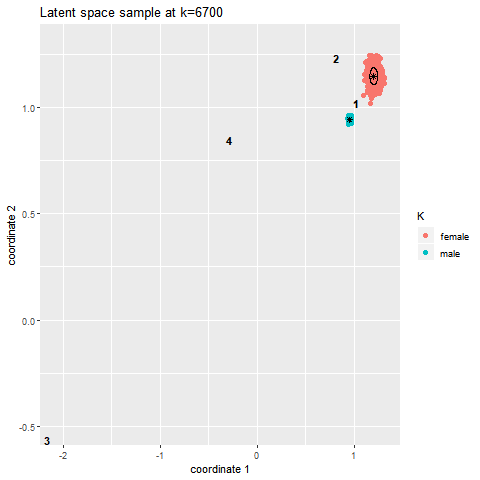 Latent space sample at k=6700
2
1
4
3
1.0
0.5
0.0
-0.5
-2
-1
0
1
coordinate 1
coordinate 2
K
female
male